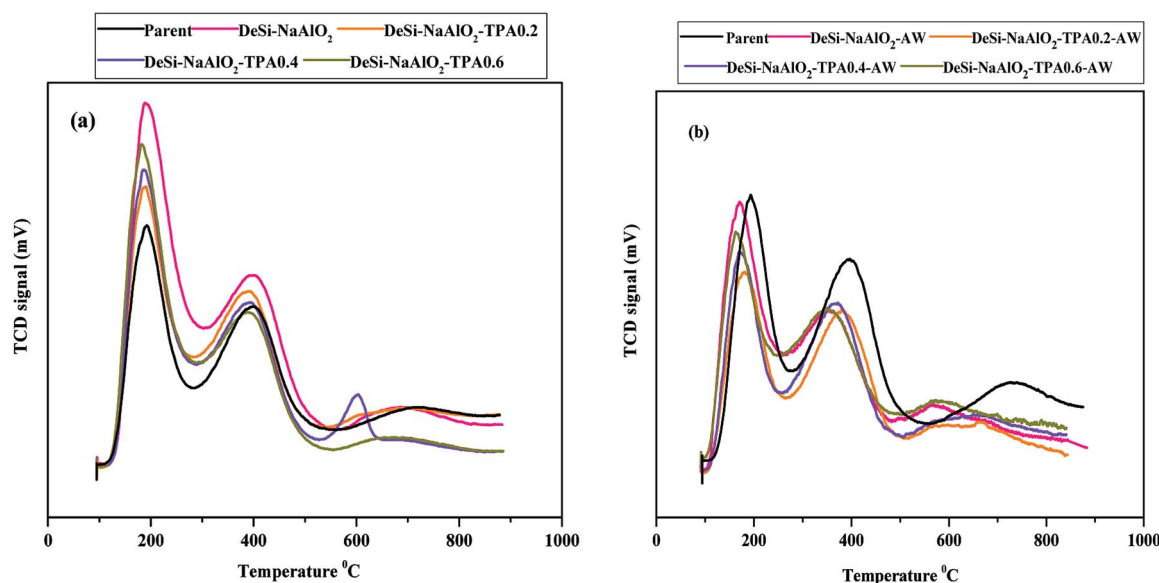 Parent DeSi-NaAlO₂ DeSi-NaAlO₂-TPA0.2
DeSi-NaAlO₂-TPA0.4 DeSi-NaAlO₂-TPA0.6
(a)
TCD signal (mV)
0 200 400 600 800 1000
Temperature ⁰C
Parent DeSi-NaAlO₂-AW DeSi-NaAlO₂-TPA0.2-AW
DeSi-NaAlO₂-TPA0.4-AW DeSi-NaAlO₂-TPA0.6-AW
(b)
TCD signal (mV)
0 200 400 600 800 1000
Temperature ⁰C